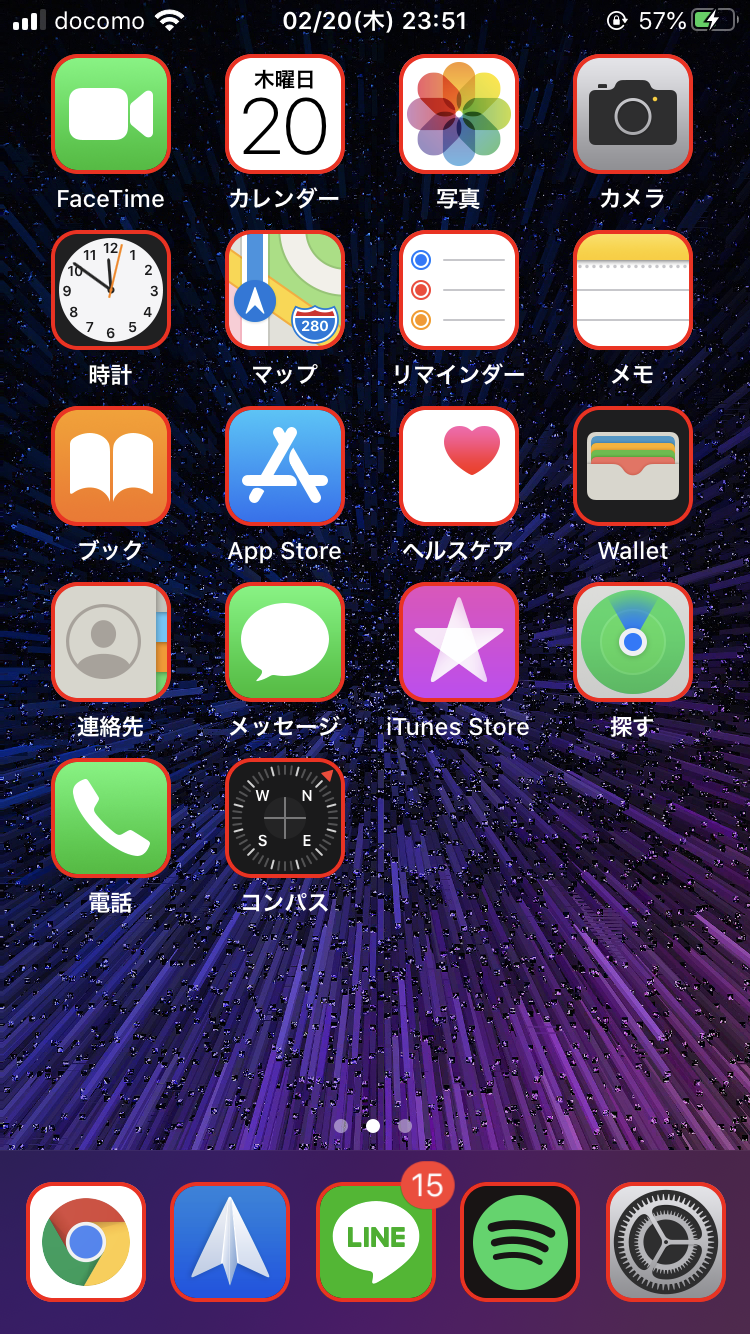 docomo 02/20(木) 23:51 57%
木曜日
20
FaceTime カレンダー 写真 カメラ
12
11 1
10 2
9 3
8 4
7 5
6
280
時計 マップ リマインダー メモ
ブック App Store ヘルスケア Wallet
連絡先 メッセージ iTunes Store 探す
W N
S E
電話 コンパス
15
LINE